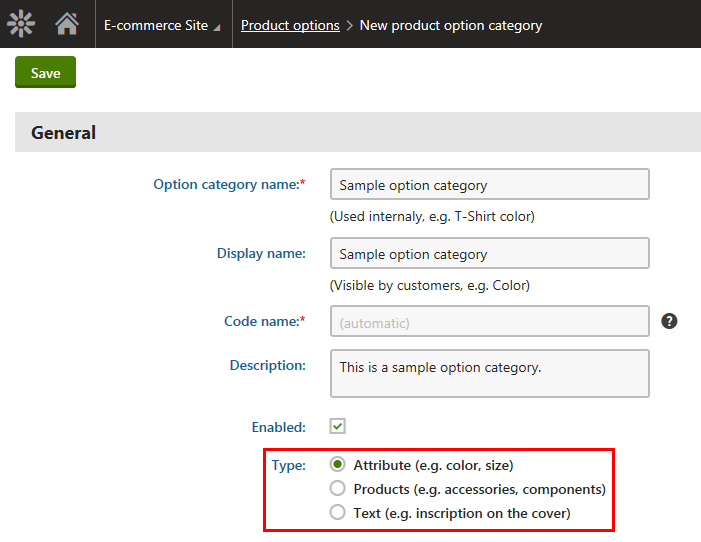 E-commerce Site Product options > New product option category
Save
General
Option category name:* Sample option category
(Used internaly, e.g. T-Shirt color)
Display name: Sample option category
(Visible by customers, e.g. Color)
Code name:* (automatic) ?
Description: This is a sample option category.
Enabled:
Type: Attribute (e.g. color, size)
Products (e.g. accessories, components)
Text (e.g. inscription on the cover)